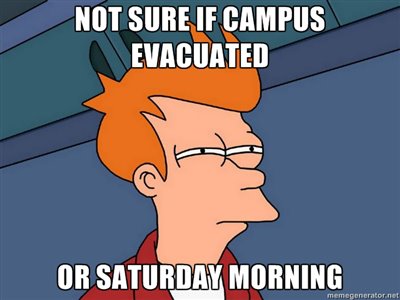 NOT SURE IF CAMPUS
EVACUATED
OR SATURDAY MORNING
memegenerator.net